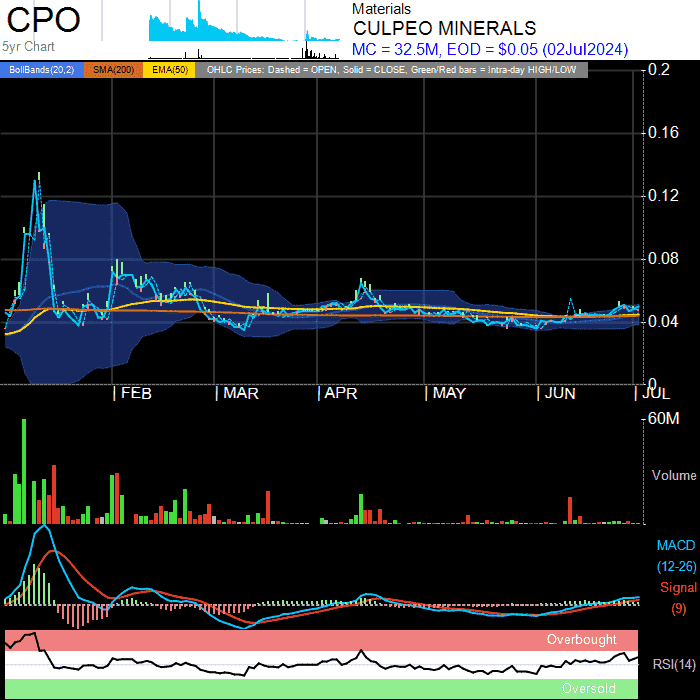 CPO
5yr Chart
Materials
CULPEO MINERALS
MC = 32.5M, EOD = $0.05 (02Jul2024)
BollBands(20,2) SMA(200) EMA(50) OHLC Prices: Dashed = OPEN, Solid = CLOSE, Green/Red bars = Intra-day HIGH/LOW
0.2
0.16
0.12
0.08
0.04
0
FEB MAR APR MAY JUN JUL
60M
Volume
MACD
(12-26)
Signal
(9)
Overbought
RSI(14)
Oversold